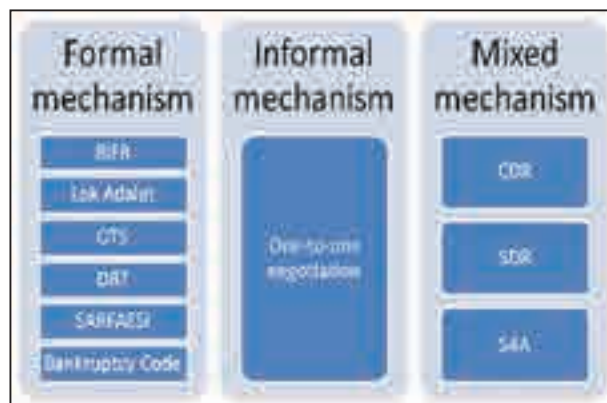 Formal
mechanism
BIFR
Lok Adalat
OTS
DRT
SARFAESI
Bankruptcy Code
Informal
mechanism
One-to-one
negotiation
Mixed
mechanism
CDR
SDR
S4A